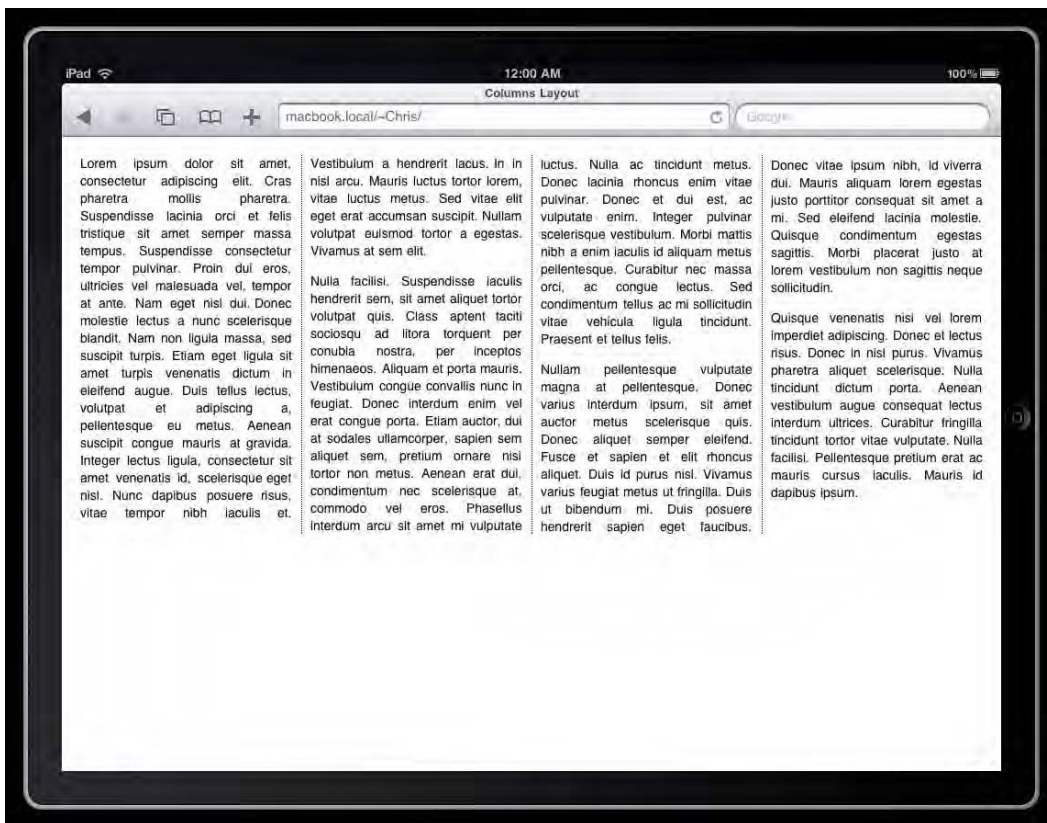 iPad
12:00 AM
100%
Columns Layout
macbook.local/~Chris/
Google
Lorem ipsum dolor sit amet,
consectetur adipiscing elit. Cras
pharetra mollis pharetra.
Suspendisse lacinia orci et felis
tristique sit amet semper massa
tempus. Suspendisse consectetur
tempor pulvinar. Proin dui eros,
ultricies vel malesuada vel, tempor
at ante. Nam eget nisl dui. Donec
molestie lectus a nunc scelerisque
blandit. Nam non ligula massa, sed
suscipit turpis. Etiam eget ligula sit
amet turpis venenatis dictum in
eleifend augue. Duis tellus lectus,
volutpat et adipiscing a,
pellentesque eu metus. Aenean
suscipit congue mauris at gravida.
Integer lectus ligula, consectetur sit
amet venenatis id, scelerisque eget
nisl. Nunc dapibus posuere risus,
vitae tempor nibh iaculis et.
Vestibulum a hendrerit lacus. In in
nisl arcu. Mauris luctus tortor lorem,
vitae luctus metus. Sed vitae elit
eget erat accumsan suscipit. Nullam
volutpat euismod tortor a egestas.
Vivamus at sem elit.
Nulla facilisi. Suspendisse iaculis
hendrerit sem, sit amet aliquet tortor
volutpat quis. Class aptent taciti
sociosqu ad litora torquent per
conubia nostra, per inceptos
himenaeos. Aliquam et porta mauris.
Vestibulum congue convallis nunc in
feugiat. Donec interdum enim vel
erat congue porta. Etiam auctor, dui
at sodales ullamcorper, sapien sem
aliquet sem, pretium ornare nisi
tortor non metus. Aenean erat dui,
condimentum nec scelerisque at,
commodo vel eros. Phasellus
interdum arcu sit amet mi vulputate
luctus. Nulla ac tincidunt metus.
Donec lacinia rhoncus enim vitae
pulvinar. Donec et dui est, ac
vulputate enim. Integer pulvinar
scelerisque vestibulum. Morbi mattis
nibh a enim iaculis id aliquam metus
pellentesque. Curabitur nec massa
orci, ac congue lectus. Sed
condimentum tellus ac mi sollicitudin
vitae vehicula ligula tincidunt.
Praesent et tellus felis.
Nullam pellentesque vulputate
magna at pellentesque. Donec
varius interdum ipsum, sit amet
auctor metus scelerisque quis.
Donec aliquet semper eleifend.
Fusce et sapien et elit rhoncus
aliquet. Duis id purus nisl. Vivamus
varius feugiat metus ut fringilla. Duis
ut bibendum mi. Duis posuere
hendrerit sapien eget faucibus.
Donec vitae ipsum nibh, id viverra
dui. Mauris aliquam lorem egestas
justo porttitor consequat sit amet a
mi. Sed eleifend lacinia molestie.
Quisque condimentum egestas
sagittis. Morbi placerat justo at
lorem vestibulum non sagittis neque
sollicitudin.
Quisque venenatis nisi vel lorem
imperdiet adipiscing. Donec et lectus
risus. Donec in nisl purus. Vivamus
pharetra aliquet scelerisque. Nulla
tincidunt dictum porta. Aenean
vestibulum augue consequat lectus
interdum ultrices. Curabitur fringilla
tincidunt tortor vitae vulputate. Nulla
facilisi. Pellentesque pretium erat ac
mauris cursus iaculis. Mauris id
dapibus ipsum.